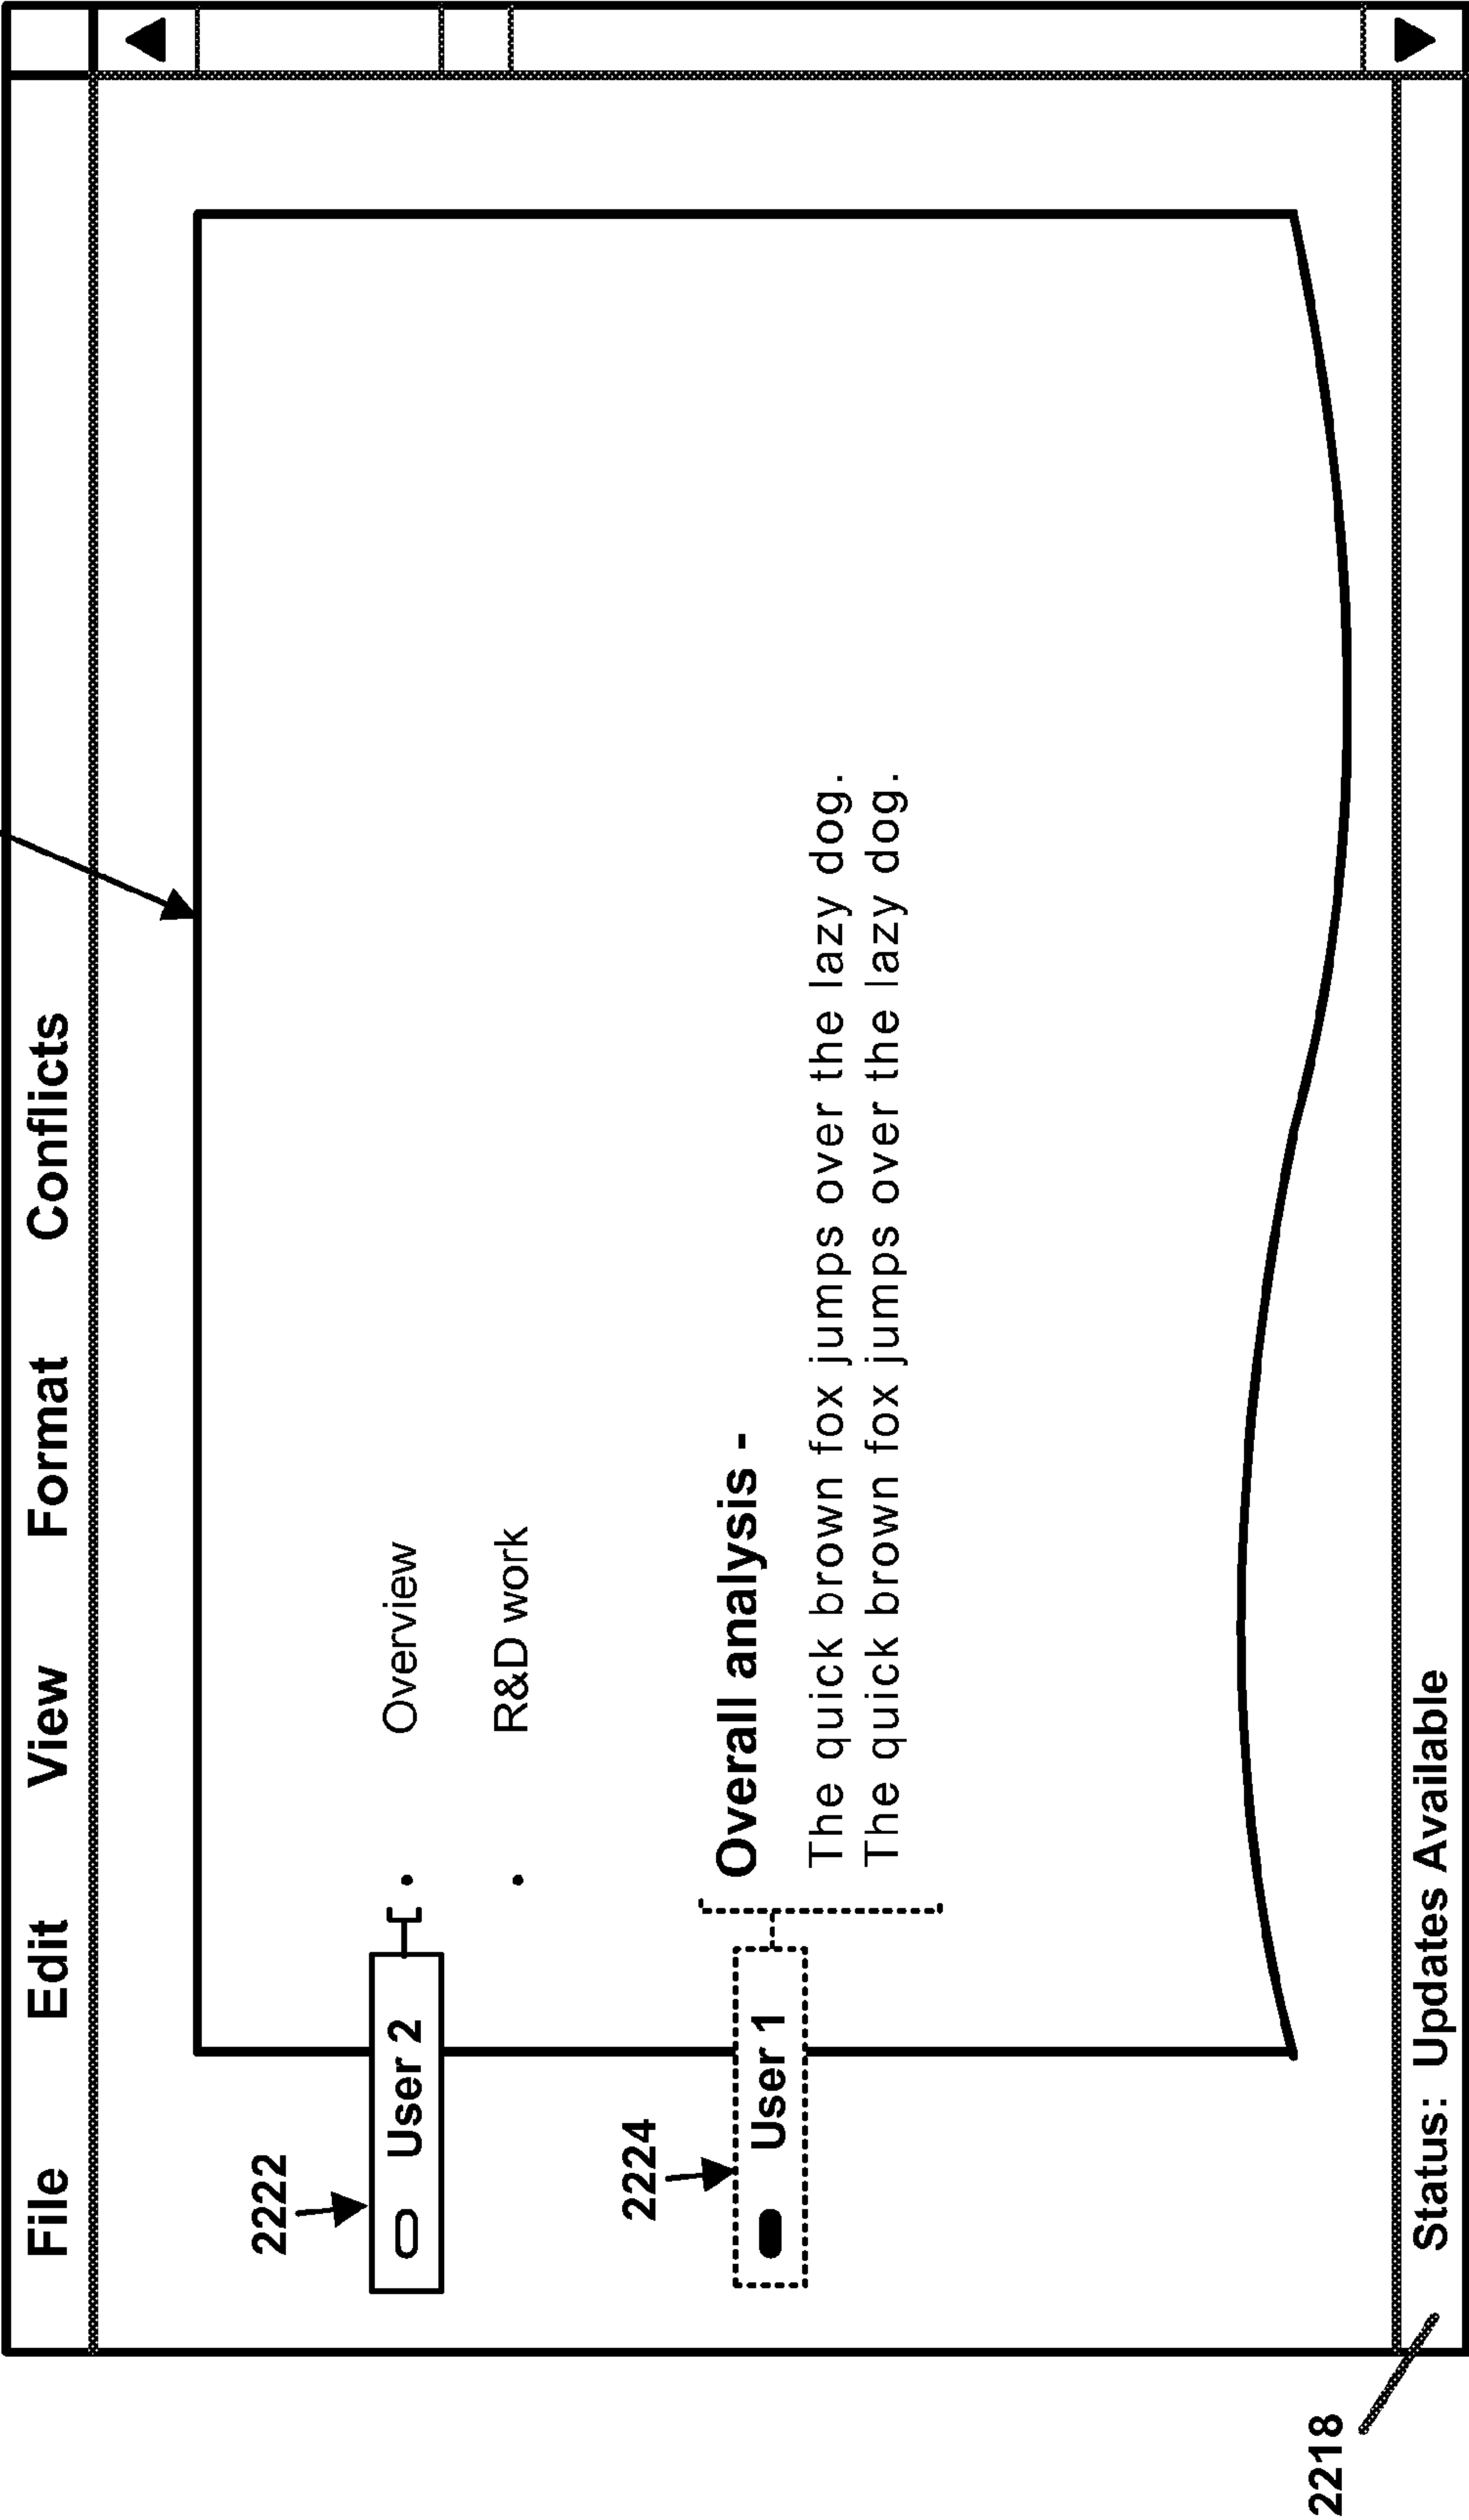 File Edit View Format Conflicts
2222
User 2
• Overview
• R&D work
2224
User 1
Overall analysis -
The quick brown fox jumps over the lazy dog.
The quick brown fox jumps over the lazy dog.
2218
Status: Updates Available